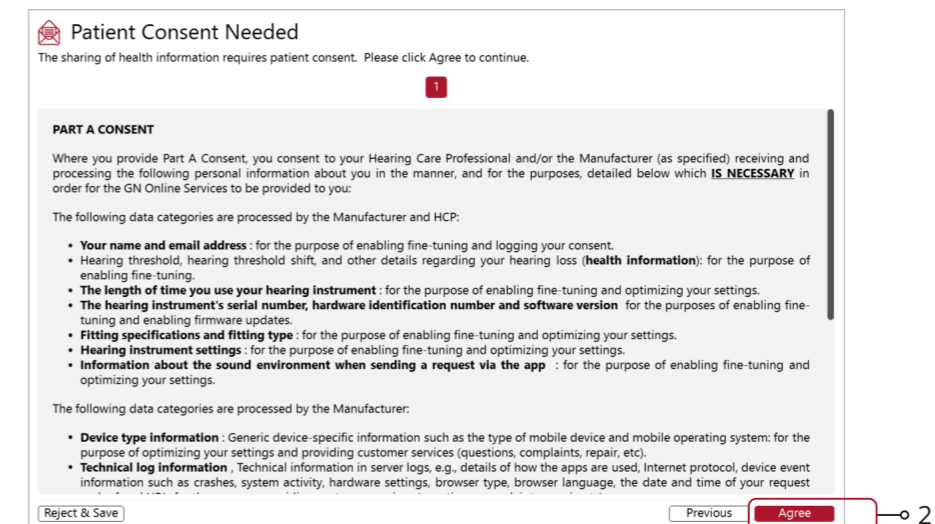 Patient Consent Needed
The sharing of health information requires patient consent. Please click Agree to continue.
1
PART A CONSENT
Where you provide Part A Consent, you consent to your Hearing Care Professional and/or the Manufacturer (as specified) receiving and
processing the following personal information about you in the manner, and for the purposes, detailed below which IS NECESSARY in
order for the GN Online Services to be provided to you:
The following data categories are processed by the Manufacturer and HCP:
• Your name and email address : for the purpose of enabling fine-tuning and logging your consent.
• Hearing threshold, hearing threshold shift, and other details regarding your hearing loss (health information): for the purpose of
enabling fine-tuning.
• The length of time you use your hearing instrument : for the purpose of enabling fine-tuning and optimizing your settings.
• The hearing instrument's serial number, hardware identification number and software version for the purposes of enabling fine-
tuning and enabling firmware updates.
• Fitting specifications and fitting type : for the purpose of enabling fine-tuning and optimizing your settings.
• Hearing instrument settings : for the purpose of enabling fine-tuning and optimizing your settings.
• Information about the sound environment when sending a request via the app : for the purpose of enabling fine-tuning and
optimizing your settings.
The following data categories are processed by the Manufacturer:
• Device type information : Generic device-specific information such as the type of mobile device and mobile operating system: for the
purpose of optimizing your settings and providing customer services (questions, complaints, repair, etc).
• Technical log information , Technical information in server logs, e.g., details of how the apps are used, Internet protocol, device event
information such as crashes, system activity, hardware settings, browser type, browser language, the date and time of your request
Reject & Save
Previous
Agree
2